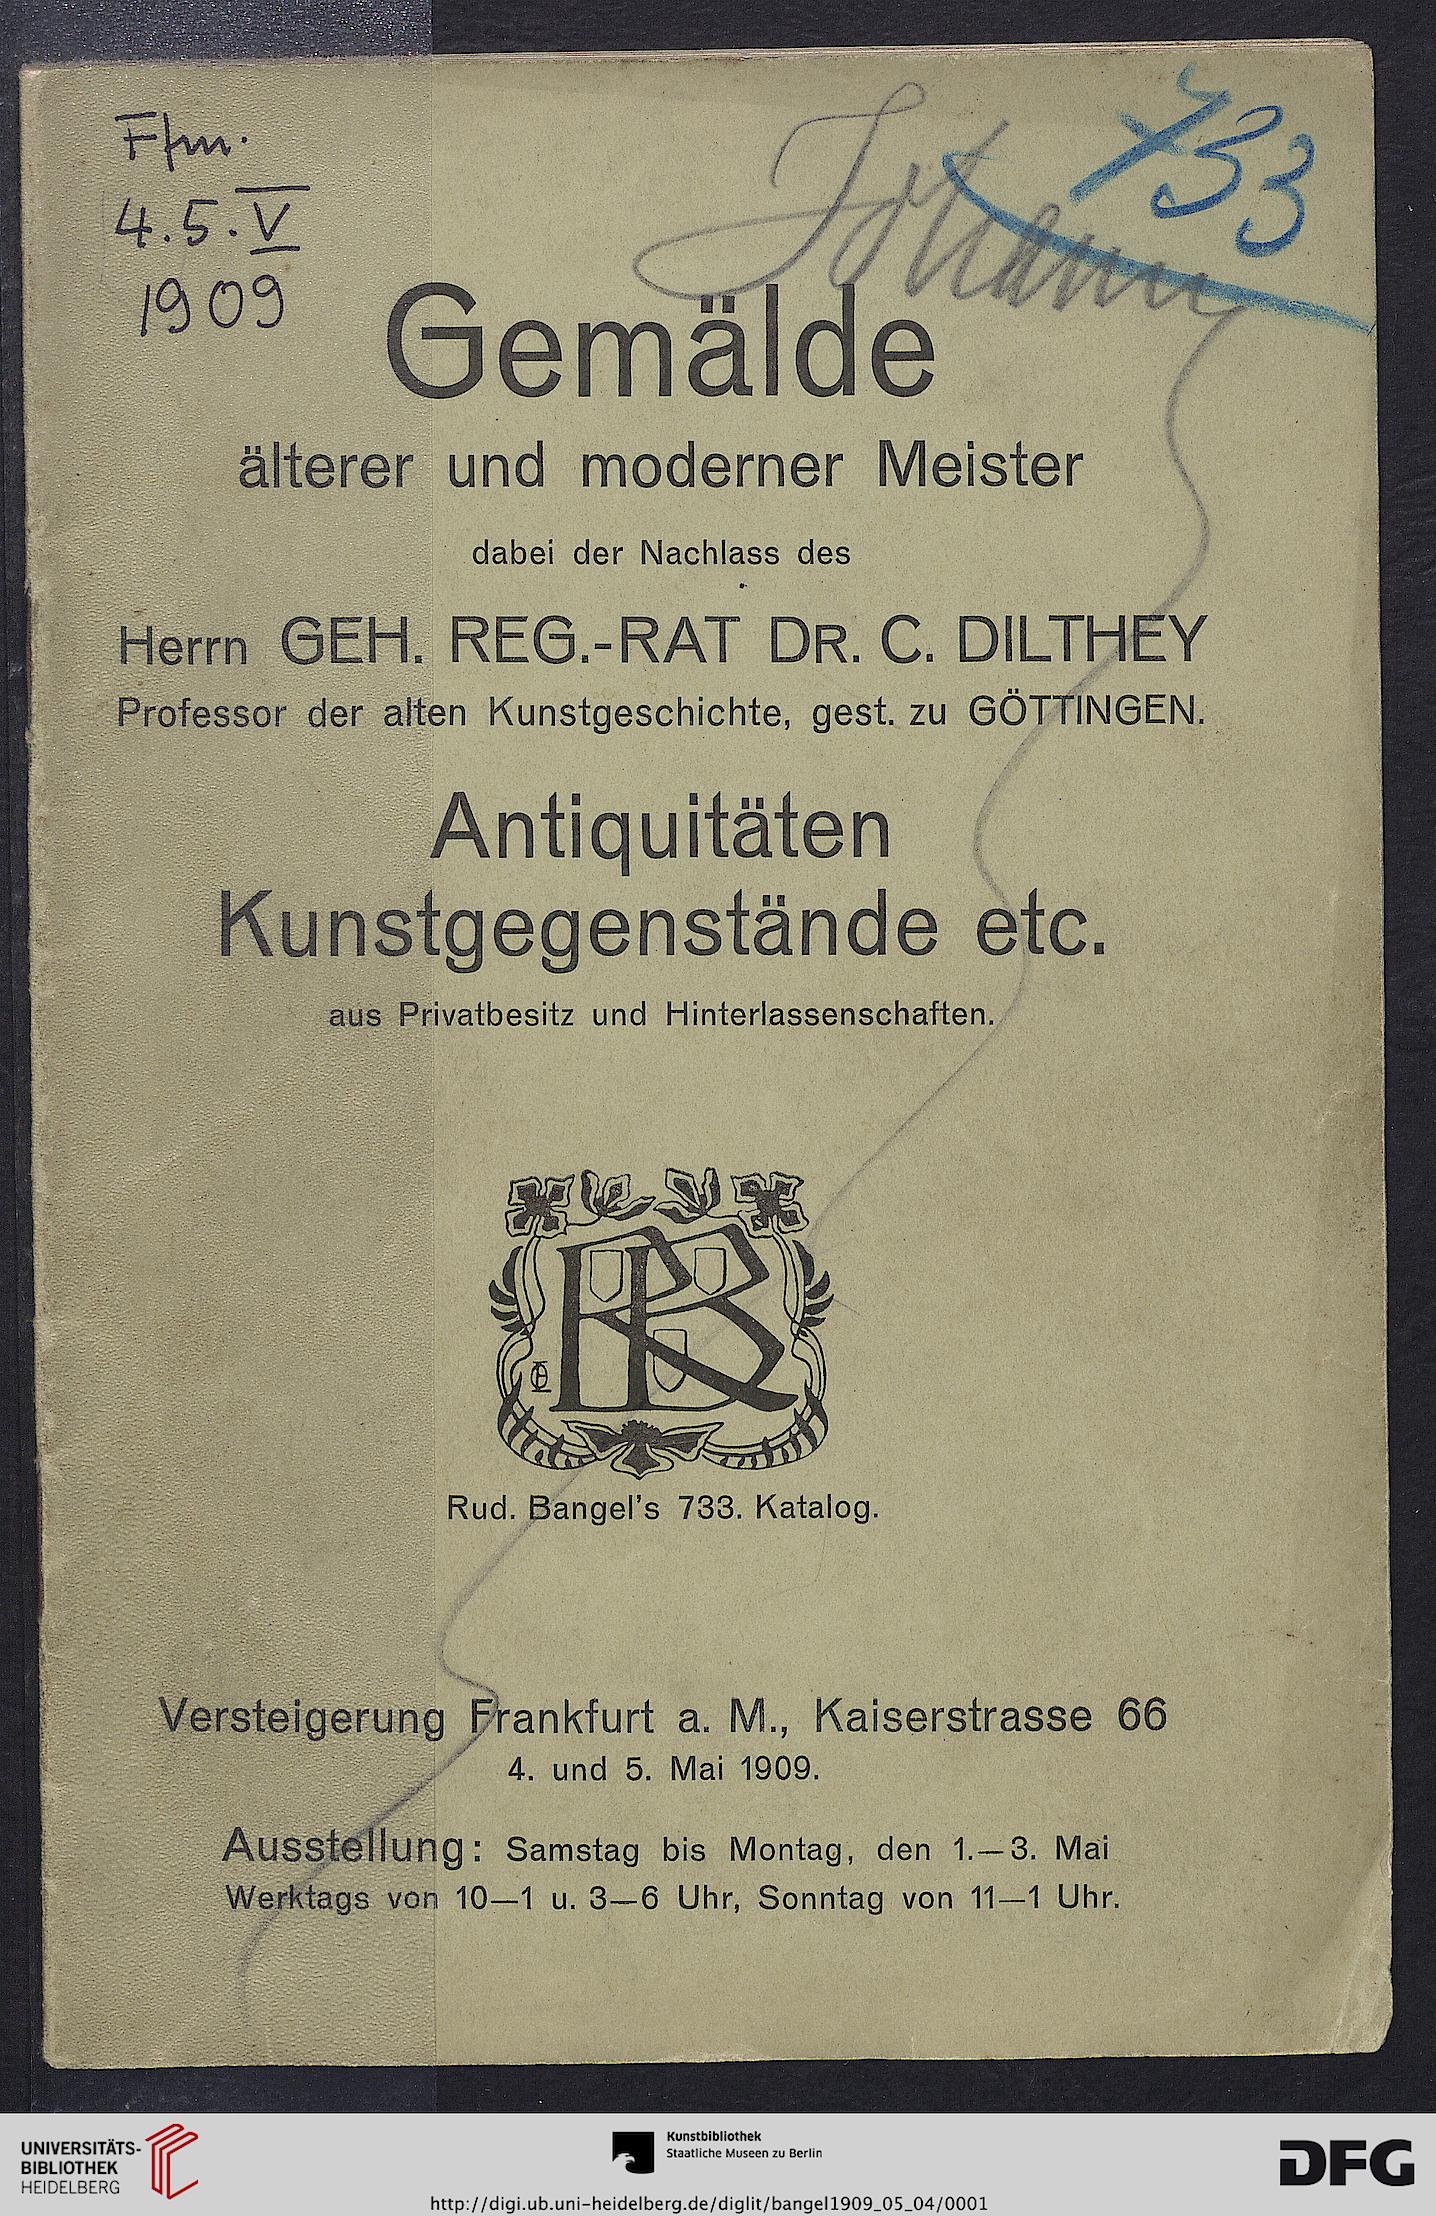 Ffm.
4.5.V
1909
Johann
733
Gemälde
älterer und moderner Meister
dabei der Nachlass des
Herrn GEH. REG.-RAT DR. C. DILTHEY
Professor der alten Kunstgeschichte, gest. zu GÖTTINGEN.
Antiquitäten
Kunstgegenstände etc.
aus Privatbesitz und Hinterlassenschaften.
RB
Rud. Bangel's 733. Katalog.
Versteigerung Frankfurt a. M., Kaiserstrasse 66
4. und 5. Mai 1909.
Ausstellung: Samstag bis Montag, den 1.—3. Mai
Werktags von 10—1 u. 3—6 Uhr, Sonntag von 11—1 Uhr.
UNIVERSITÄTS-
BIBLIOTHEK
HEIDELBERG
Kunstbibliothek
Staatliche Museen zu Berlin
DFG
http://digi.ub.uni-heidelberg.de/diglit/bangel1909_05_04/0001